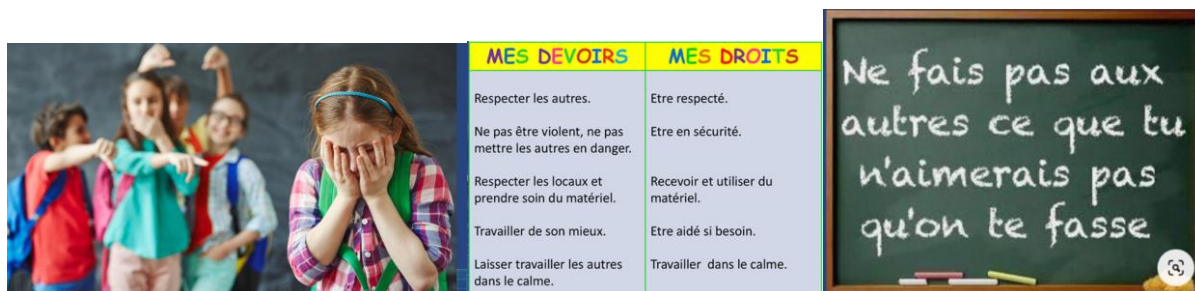 MES DEVOIRS
MES DROITS
Respecter les autres.
Etre respecté.
Ne pas être violent, ne pas
mettre les autres en danger.
Etre en sécurité.
Respecter les locaux et
prendre soin du matériel.
Recevoir et utiliser du
matériel.
Travailler de son mieux.
Etre aidé si besoin.
Laisser travailler les autres
dans le calme.
Travailler dans le calme.
Ne fais pas aux
autres ce que tu
n'aimerais pas
qu'on te fasse